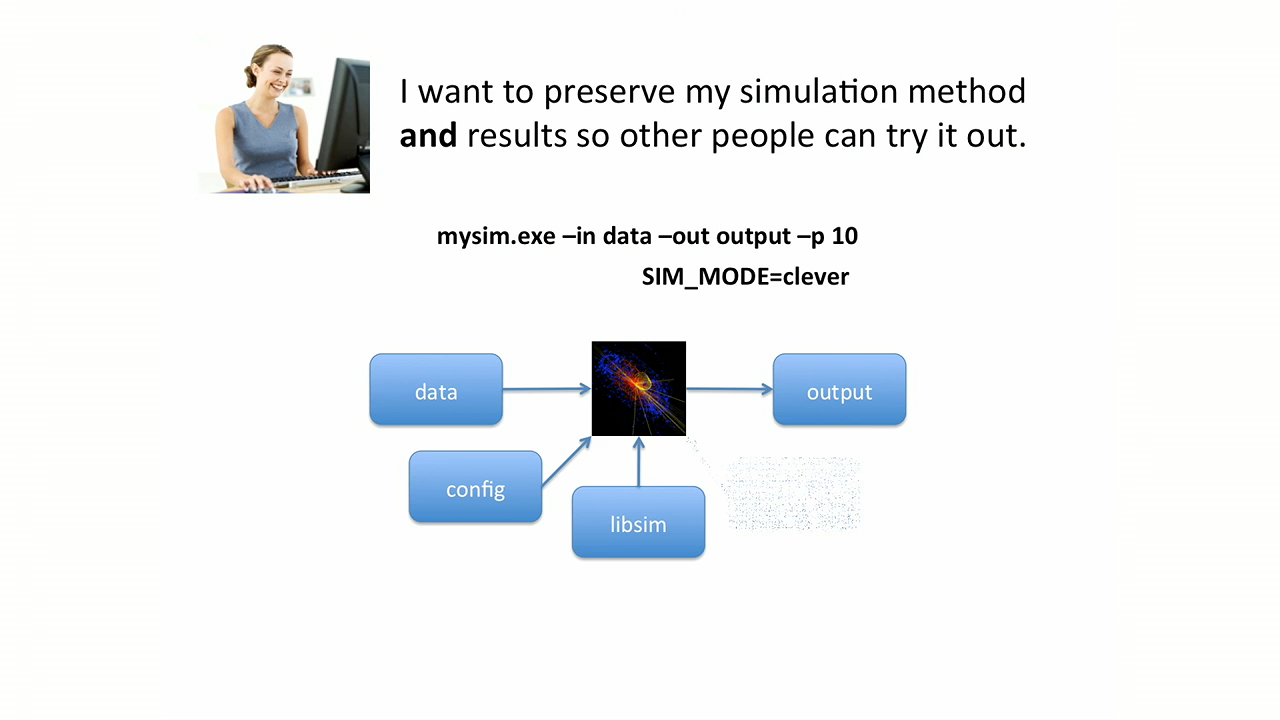 I want to preserve my simulation method
and results so other people can try it out.
mysim.exe –in data –out output –p 10
SIM_MODE=clever
data
output
config
libsim